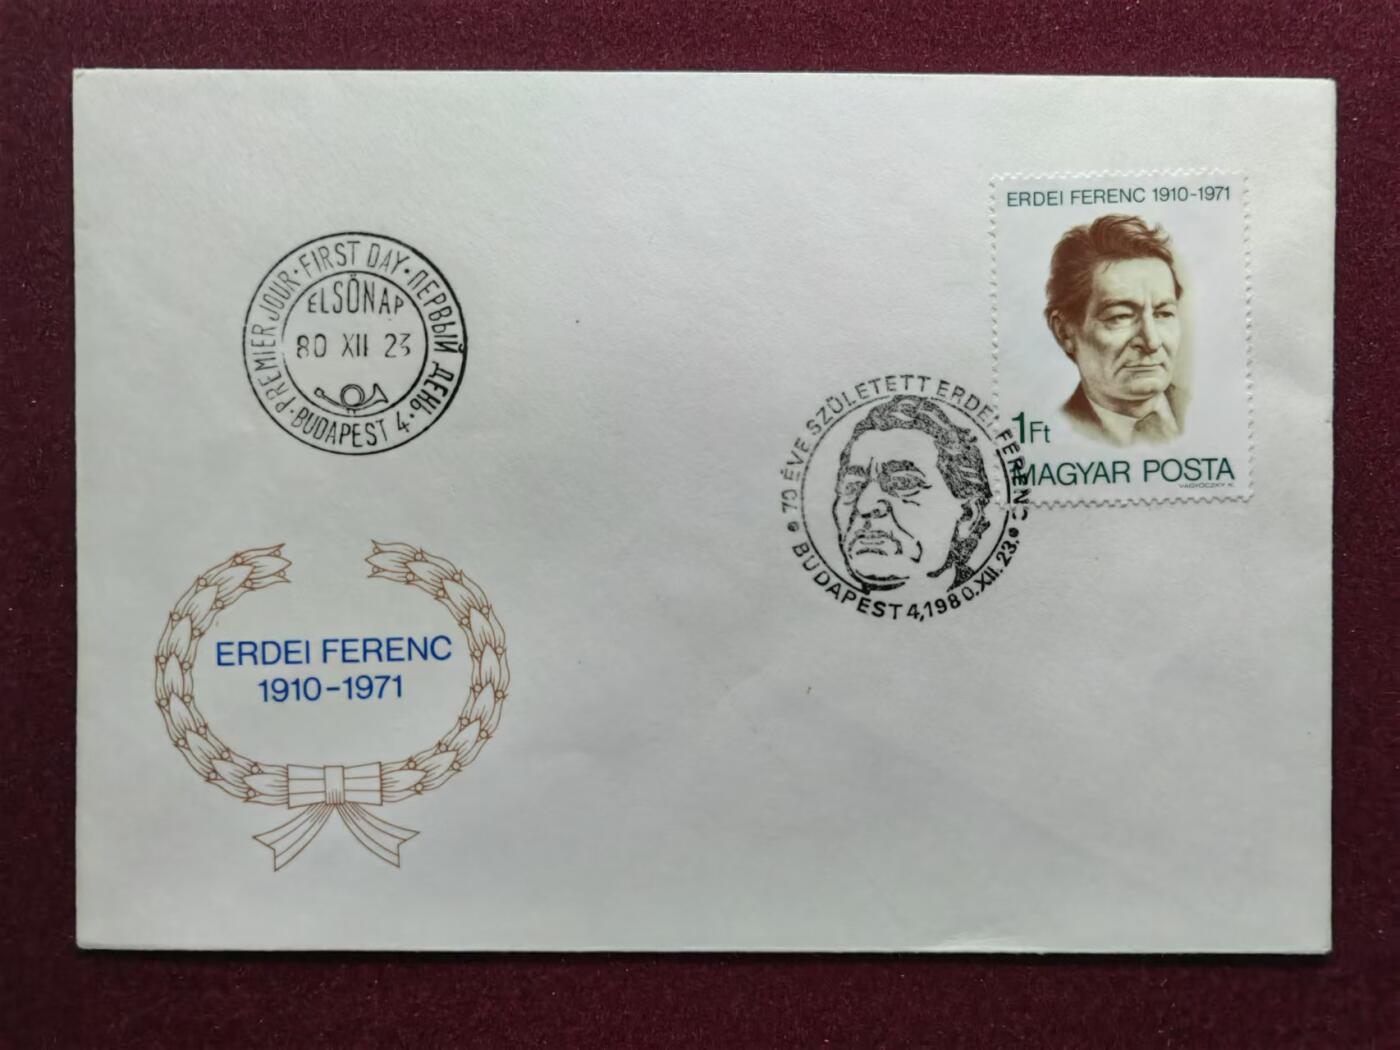 ERDEI FERENC 1910-1971
1Ft
MAGYAR POSTA
VAGYÓCZKY K.
PREMIER JOUR · FIRST DAY · ПЕРВЫЙ ДЕНЬ · BUDAPEST 4 ·
ELSŐNAP
80 XII 23
70 ÉVE SZÜLETETT ERDEI FERENC
BUDAPEST 4, 1980.XII.23.
ERDEI FERENC
1910-1971